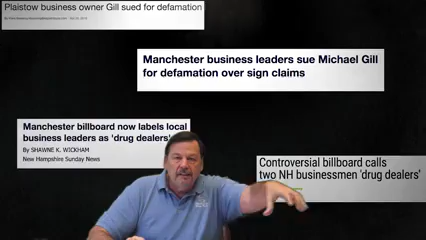 Plaistow business owner Gill sued for defamation
Manchester business leaders sue Michael Gill
for defamation over sign claims
Manchester billboard now labels local
business leaders as 'drug dealers'
By SHAWNE K. WICKHAM
New Hampshire Sunday News
Controversial billboard calls
two NH businessmen 'drug dealers'